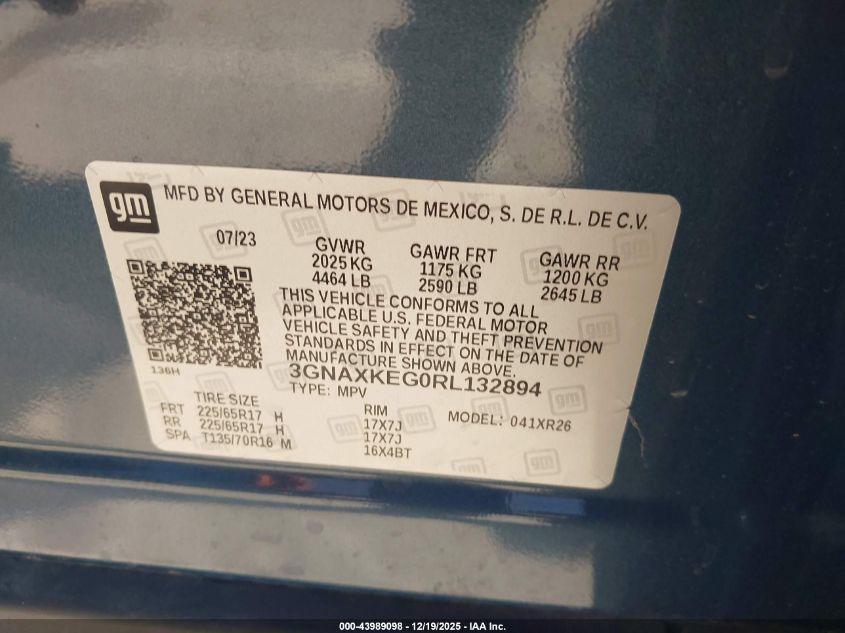 gm MFD BY GENERAL MOTORS DE MEXICO, S. DE R.L. DE C.V.
07/23 GVWR GAWR FRT GAWR RR
2025 KG 1175 KG 1200 KG
4464 LB 2590 LB 2645 LB
THIS VEHICLE CONFORMS TO ALL
APPLICABLE U.S. FEDERAL MOTOR
VEHICLE SAFETY AND THEFT PREVENTION
STANDARDS IN EFFECT ON THE DATE OF
MANUFACTURE SHOWN ABOVE.
136H
3GNAXKEG0RL132894
TYPE: MPV
TIRE SIZE RIM MODEL: 041XR26
FRT 225/65R17 H 17X7J
RR 225/65R17 H 17X7J
SPA T135/70R16 M 16X4BT
000-43989098 - 12/19/2025 - IAA Inc.